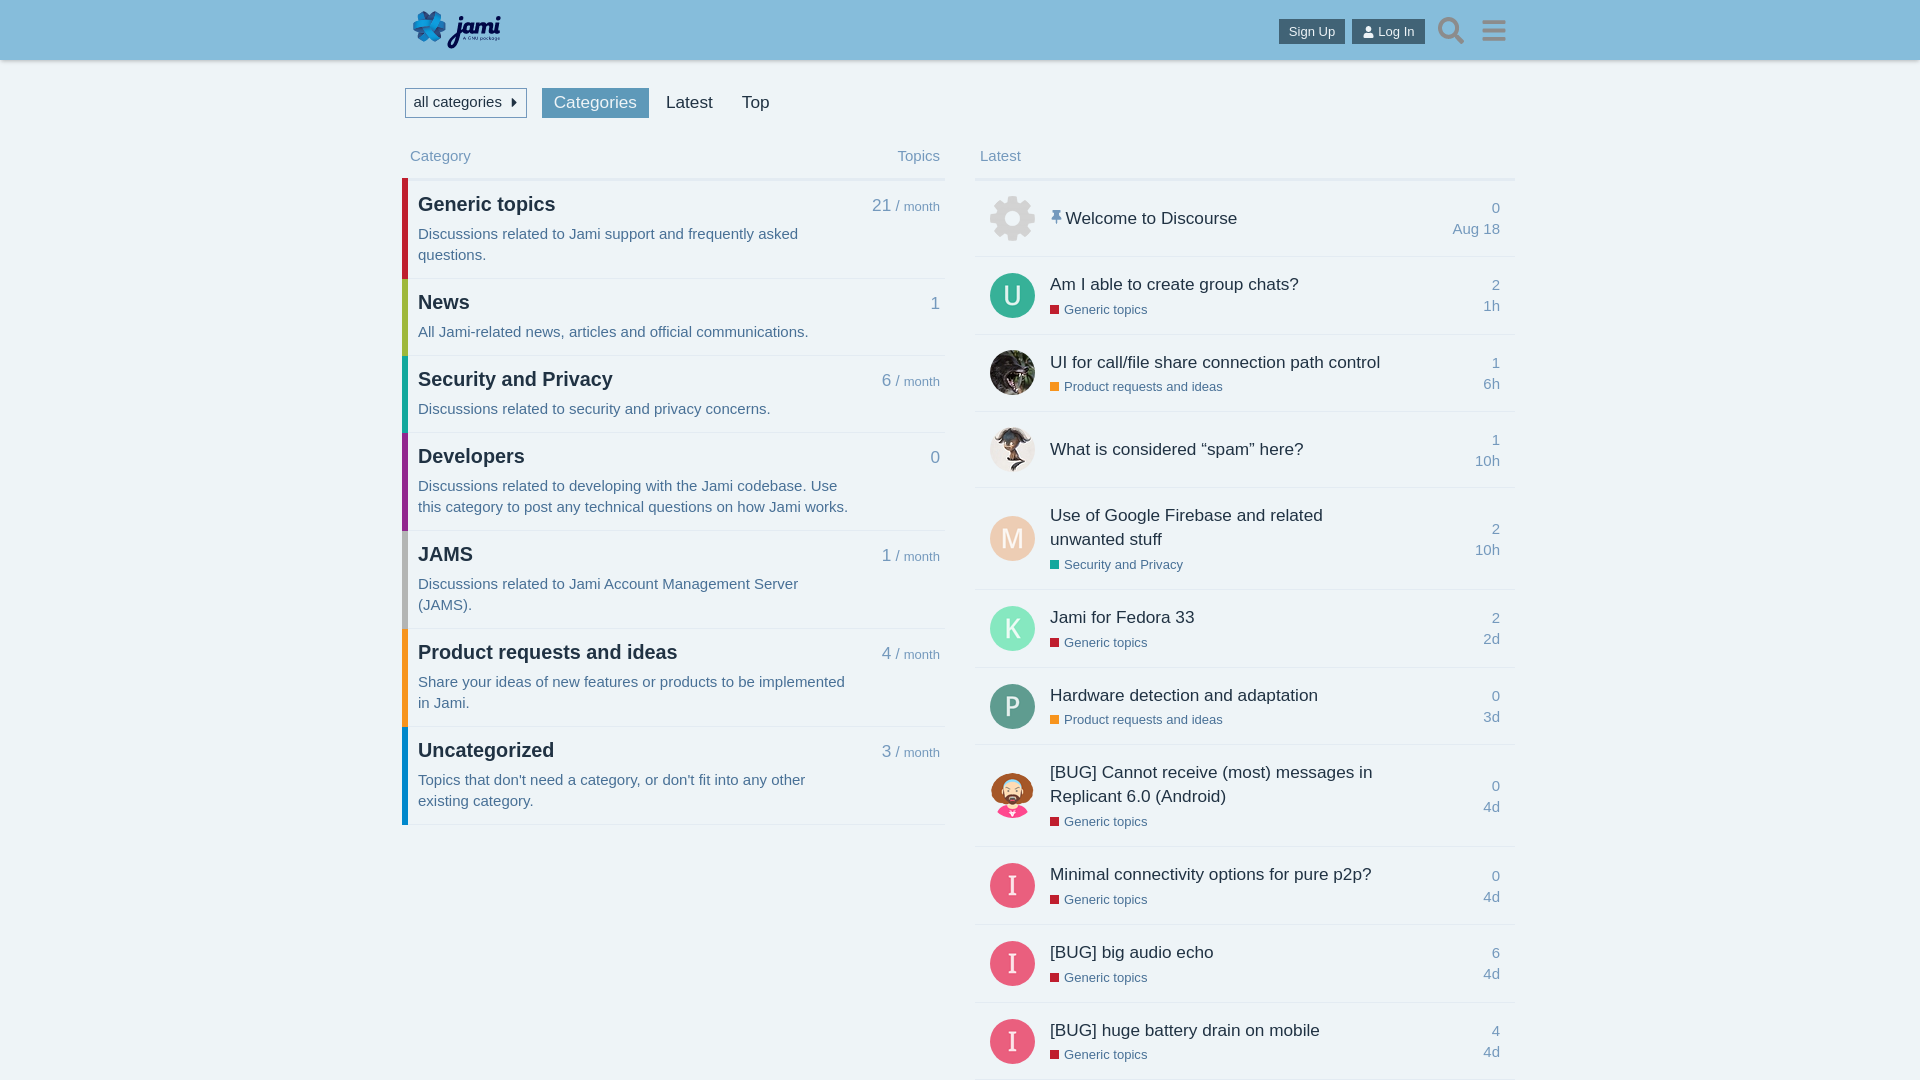 jami
A GNU package
Sign Up
Log In
all categories
Categories
Latest
Top
Category
Topics
Generic topics
21 / month
Discussions related to Jami support and frequently asked
questions.
News
1
All Jami-related news, articles and official communications.
Security and Privacy
6 / month
Discussions related to security and privacy concerns.
Developers
0
Discussions related to developing with the Jami codebase. Use
this category to post any technical questions on how Jami works.
JAMS
1 / month
Discussions related to Jami Account Management Server
(JAMS).
Product requests and ideas
4 / month
Share your ideas of new features or products to be implemented
in Jami.
Uncategorized
3 / month
Topics that don't need a category, or don't fit into any other
existing category.
Latest
Welcome to Discourse
0
Aug 18
U
Am I able to create group chats?
Generic topics
2
1h
UI for call/file share connection path control
Product requests and ideas
1
6h
What is considered “spam” here?
1
10h
M
Use of Google Firebase and related
unwanted stuff
Security and Privacy
2
10h
K
Jami for Fedora 33
Generic topics
2
2d
P
Hardware detection and adaptation
Product requests and ideas
0
3d
[BUG] Cannot receive (most) messages in
Replicant 6.0 (Android)
Generic topics
0
4d
I
Minimal connectivity options for pure p2p?
Generic topics
0
4d
I
[BUG] big audio echo
Generic topics
6
4d
I
[BUG] huge battery drain on mobile
Generic topics
4
4d